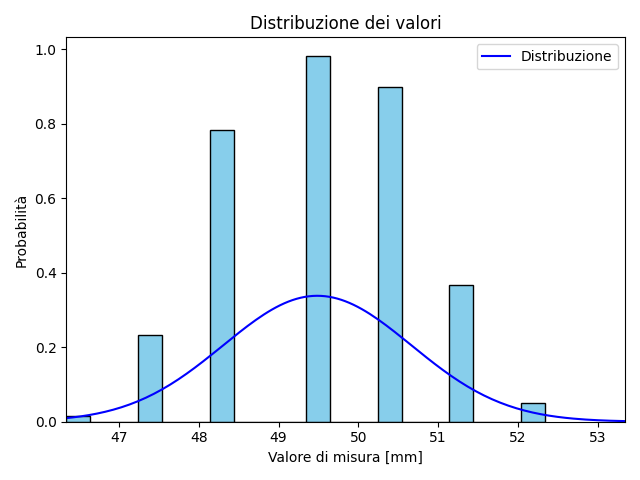 Distribuzione dei valori
Distribuzione
Probabilità
1.0
0.8
0.6
0.4
0.2
0.0
47 48 49 50 51 52 53
Valore di misura [mm]